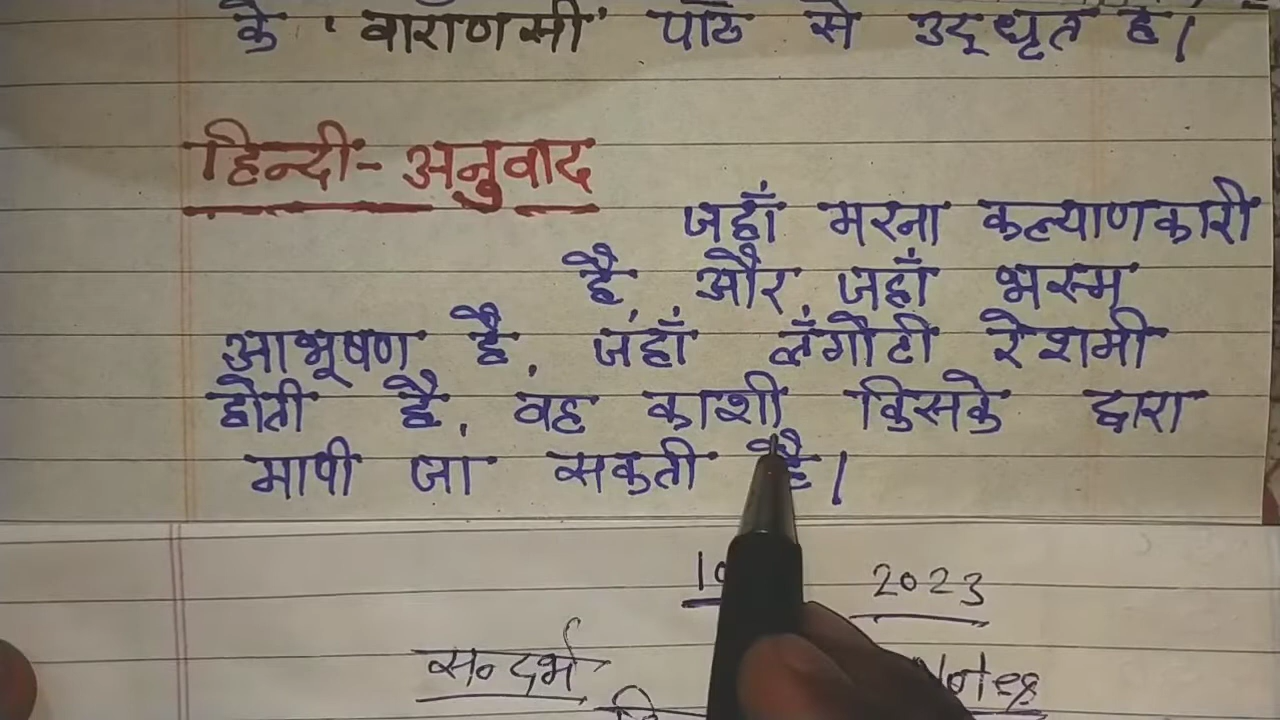 के 'वाराणसी' पाठ से उद्धृत है।
हिन्दी - अनुवाद
जहाँ मरना कल्याणकारी
है, और, जहाँ भस्म
आभूषण है, जहाँ लँगोटी रेशमी
होती है, वह काशी किसके द्वारा
मापी जा सकती है।
2023
सन्दर्भ Notes